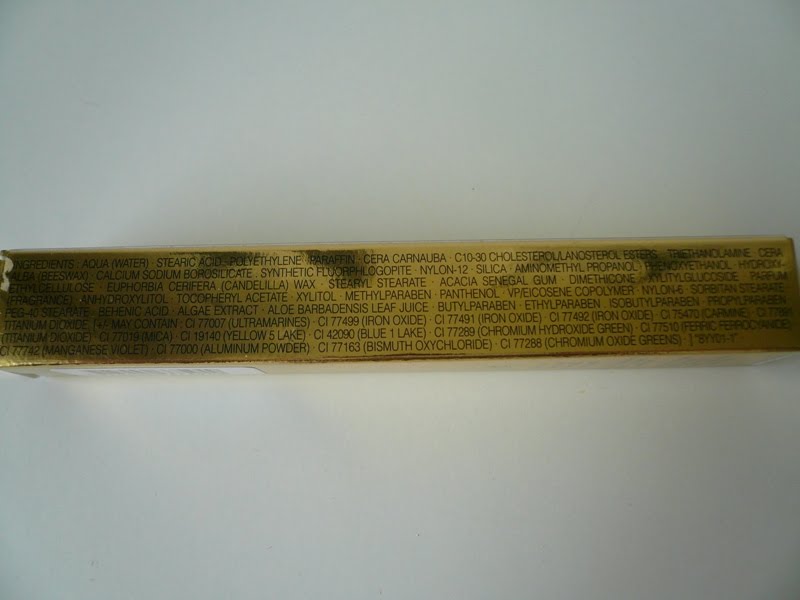 INGREDIENTS · AQUA (WATER) · STEARIC ACID · POLYETHYLENE · PARAFFIN · CERA CARNAUBA · C10-30 CHOLESTEROL/LANOSTEROL ESTERS · TRIETHANOLAMINE · CERA
ALBA (BEESWAX) · CALCIUM SODIUM BOROSILICATE · SYNTHETIC FLUORPHLOGOPITE · NYLON-12 · SILICA · AMINOMETHYL PROPANOL · PHENOXYETHANOL · HYDROXY-
ETHYLCELLULOSE · EUPHORBIA CERIFERA (CANDELILLA) WAX · STEARYL STEARATE · ACACIA SENEGAL GUM · DIMETHICONE · XYLITYLGLUCOSIDE · PARFUM
(FRAGRANCE) · ANHYDROXYLITOL · TOCOPHERYL ACETATE · XYLITOL · METHYLPARABEN · PANTHENOL · VP/EICOSENE COPOLYMER · NYLON-6 · SORBITAN STEARATE
PEG-40 STEARATE · BEHENIC ACID · ALGAE EXTRACT · ALOE BARBADENSIS LEAF JUICE · BUTYLPARABEN · ETHYLPARABEN · ISOBUTYLPARABEN · PROPYLPARABEN
TITANIUM DIOXIDE [+/- MAY CONTAIN · CI 77007 (ULTRAMARINES) · CI 77499 (IRON OXIDE) · CI 77491 (IRON OXIDE) · CI 77492 (IRON OXIDE) · CI 75470 (CARMINE) · CI 77891
(TITANIUM DIOXIDE) · CI 77019 (MICA) · CI 19140 (YELLOW 5 LAKE) · CI 42090 (BLUE 1 LAKE) · CI 77289 (CHROMIUM HYDROXIDE GREEN) · CI 77510 (FERRIC FERROCYANIDE)
CI 77742 (MANGANESE VIOLET) · CI 77000 (ALUMINUM POWDER) · CI 77163 (BISMUTH OXYCHLORIDE) · CI 77288 (CHROMIUM OXIDE GREENS) · ] "BY01-1"